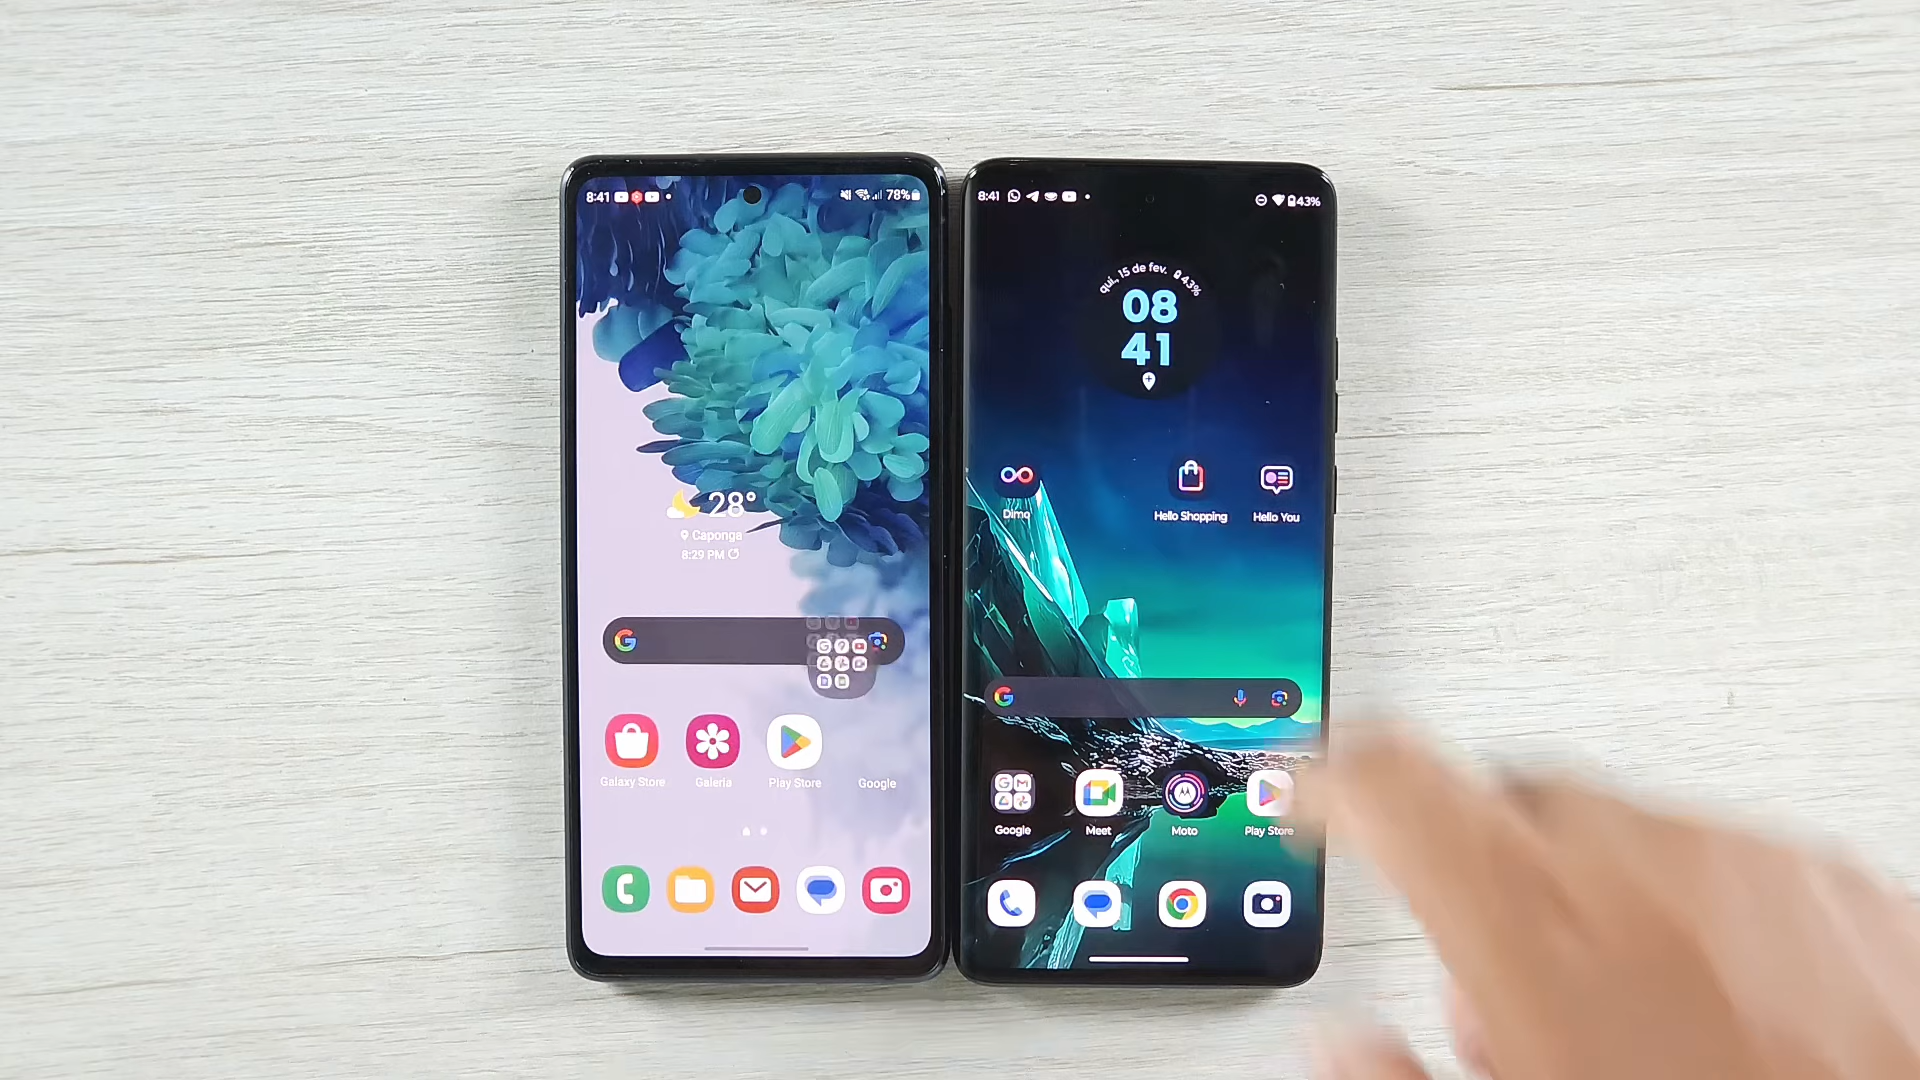 8:41
78%
28°
Caponga
8:29 PM
Galaxy Store
Galeria
Play Store
Google
8:41
43%
qui., 15 de fev. 43%
08
41
Dimo
Hello Shopping
Hello You
Google
Meet
Moto
Play Store